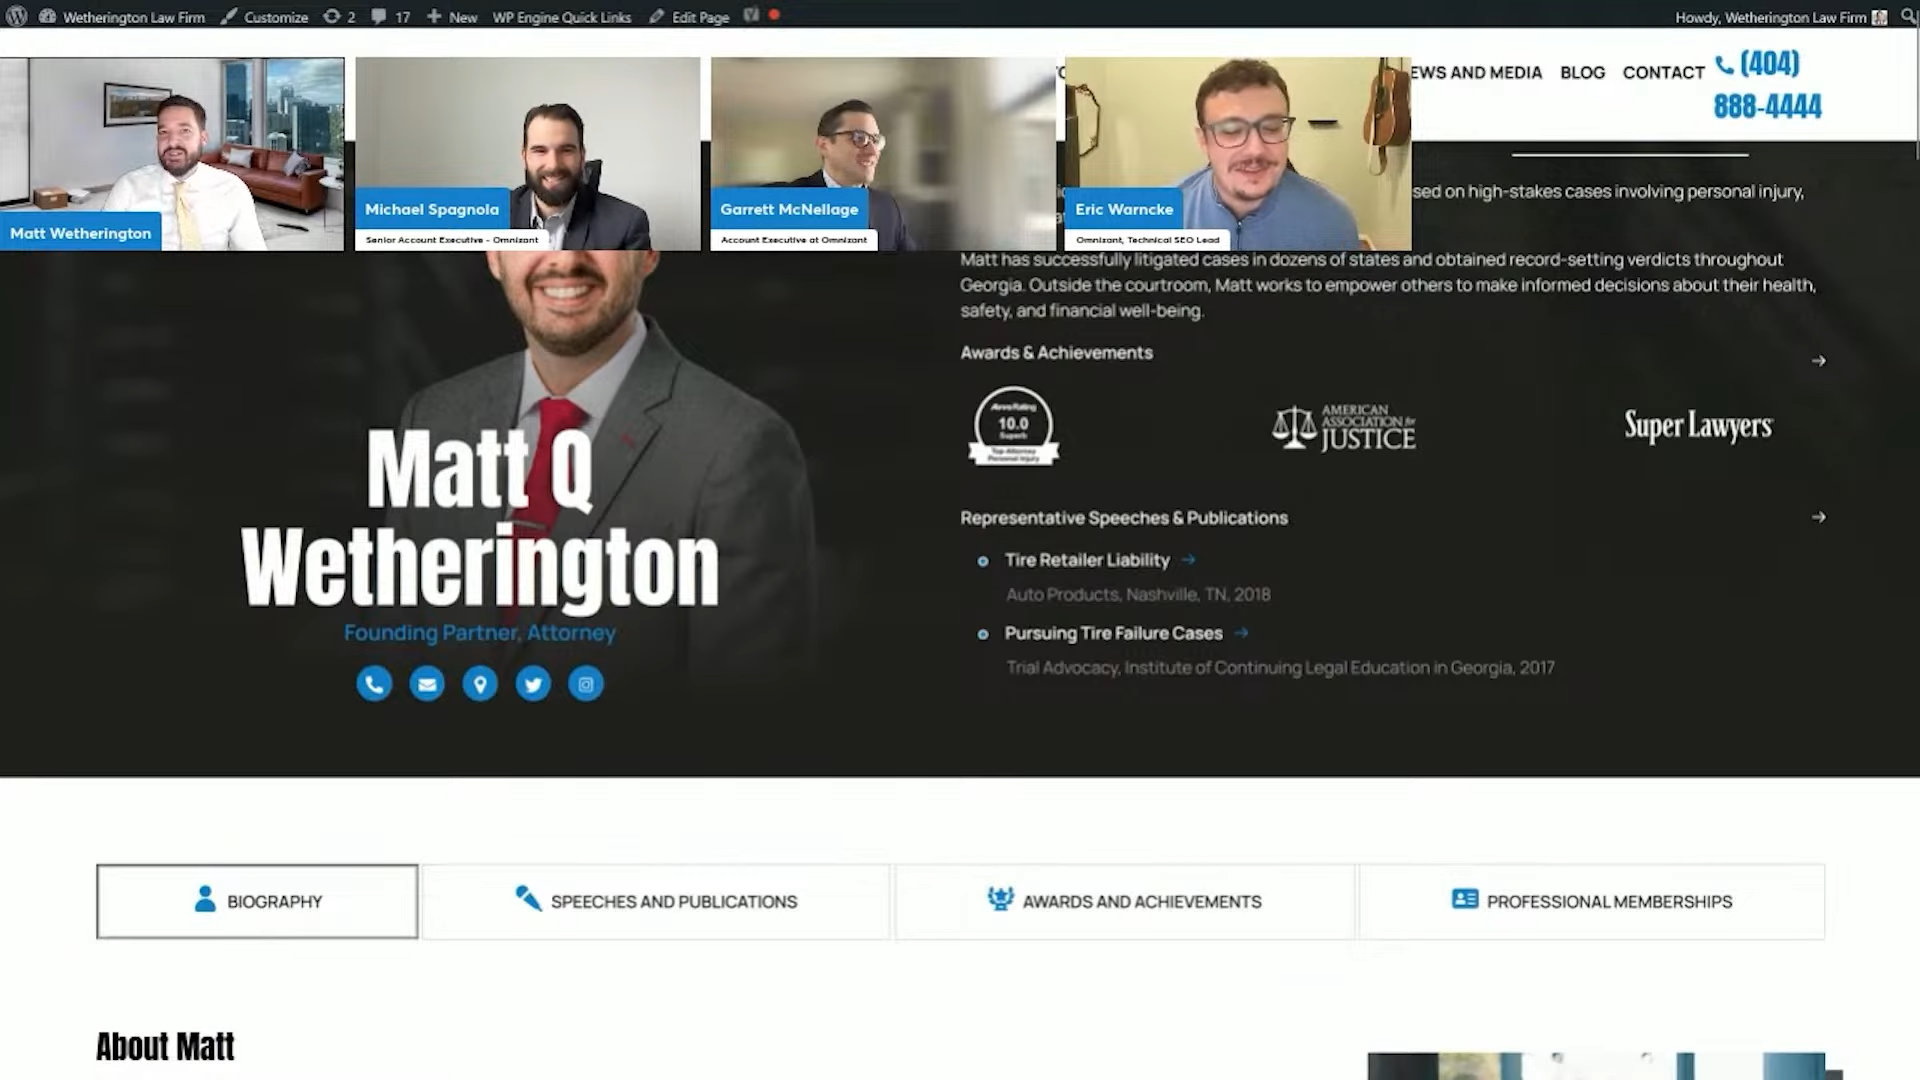 Wetherington Law Firm Customize 2 17 New WP Engine Quick Links Edit Page
Howdy, Wetherington Law Firm
EWS AND MEDIA BLOG CONTACT (404)
888-4444
Matt Wetherington
Michael Spagnola
Senior Account Executive - Omnizant
Garrett McNellage
Account Executive at Omnizant
Eric Warncke
Omnizant, Technical SEO Lead
sed on high-stakes cases involving personal injury,
Matt has successfully litigated cases in dozens of states and obtained record-setting verdicts throughout
Georgia. Outside the courtroom, Matt works to empower others to make informed decisions about their health,
safety, and financial well-being.
Awards & Achievements
Avvo Rating
10.0
Superb
Top Attorney
Personal Injury
AMERICAN
ASSOCIATION for
JUSTICE
Super Lawyers
Matt Q
Wetherington
Founding Partner, Attorney
Representative Speeches & Publications
Tire Retailer Liability
Auto Products, Nashville, TN, 2018
Pursuing Tire Failure Cases
Trial Advocacy, Institute of Continuing Legal Education in Georgia, 2017
BIOGRAPHY
SPEECHES AND PUBLICATIONS
AWARDS AND ACHIEVEMENTS
PROFESSIONAL MEMBERSHIPS
About Matt